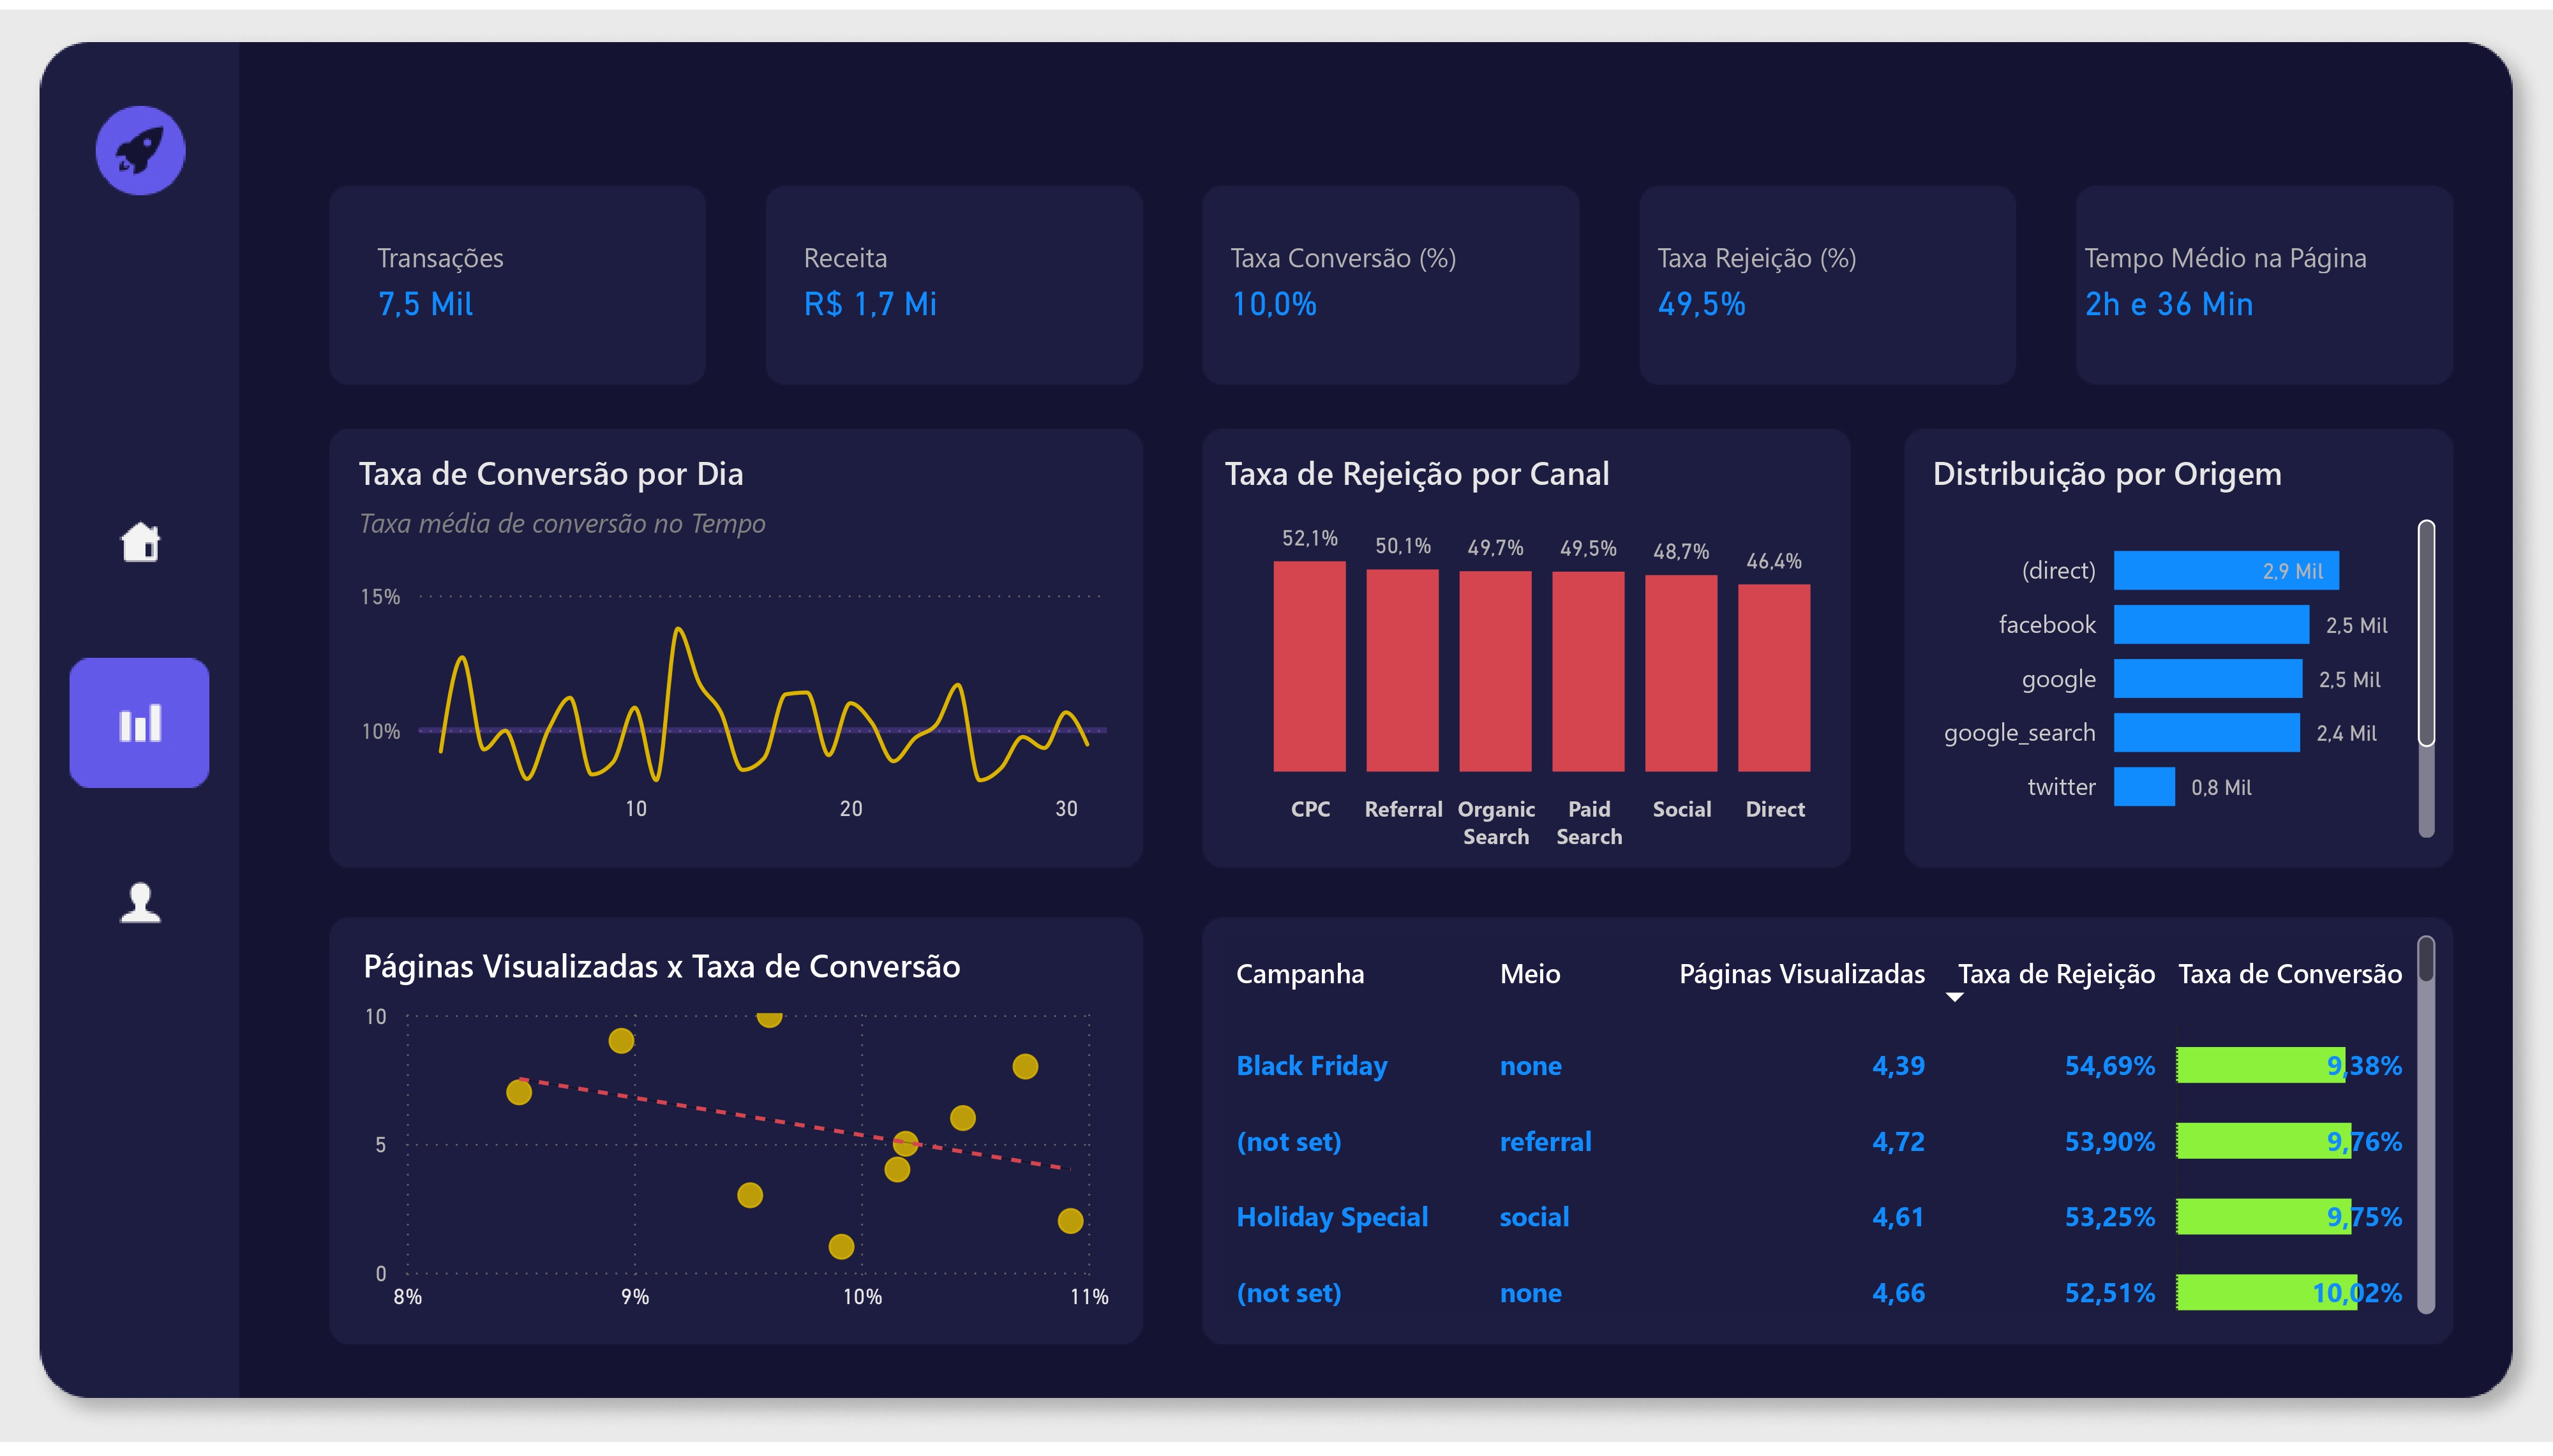 Transações
7,5 Mil
Receita
R$ 1,7 Mi
Taxa Conversão (%)
10,0%
Taxa Rejeição (%)
49,5%
Tempo Médio na Página
2h e 36 Min
Taxa de Conversão por Dia
Taxa média de conversão no Tempo
15%
10%
10 20 30
Taxa de Rejeição por Canal
52,1% 50,1% 49,7% 49,5% 48,7% 46,4%
CPC Referral Organic Search Paid Search Social Direct
Distribuição por Origem
(direct) 2,9 Mil
facebook 2,5 Mil
google 2,5 Mil
google_search 2,4 Mil
twitter 0,8 Mil
Páginas Visualizadas x Taxa de Conversão
10
5
0
8% 9% 10% 11%
Campanha Meio Páginas Visualizadas Taxa de Rejeição Taxa de Conversão
Black Friday none 4,39 54,69% 9,38%
(not set) referral 4,72 53,90% 9,76%
Holiday Special social 4,61 53,25% 9,75%
(not set) none 4,66 52,51% 10,02%